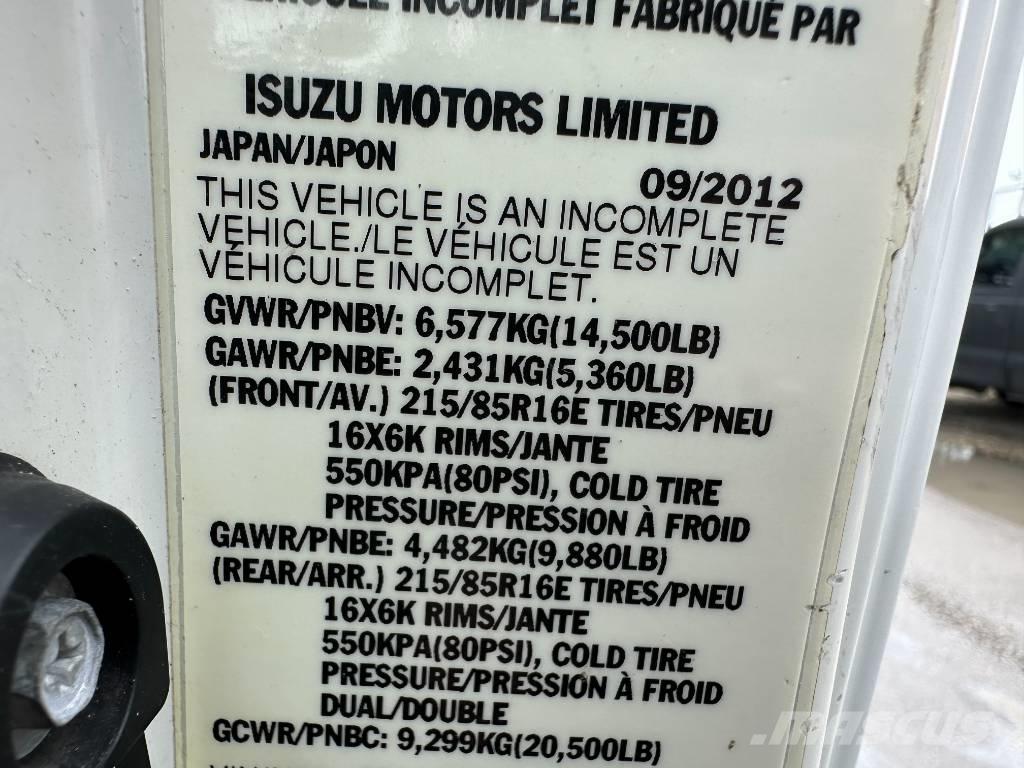 VÉHICULE INCOMPLET FABRIQUÉ PAR
ISUZU MOTORS LIMITED
JAPAN/JAPON
09/2012
THIS VEHICLE IS AN INCOMPLETE
VEHICLE./LE VÉHICULE EST UN
VÉHICULE INCOMPLET.
GVWR/PNBV: 6,577KG(14,500LB)
GAWR/PNBE: 2,431KG(5,360LB)
(FRONT/AV.) 215/85R16E TIRES/PNEU
16X6K RIMS/JANTE
550KPA(80PSI), COLD TIRE
PRESSURE/PRESSION À FROID
GAWR/PNBE: 4,482KG(9,880LB)
(REAR/ARR.) 215/85R16E TIRES/PNEU
16X6K RIMS/JANTE
550KPA(80PSI), COLD TIRE
PRESSURE/PRESSION À FROID
DUAL/DOUBLE
GCWR/PNBC: 9,299KG(20,500LB)
MASCUS